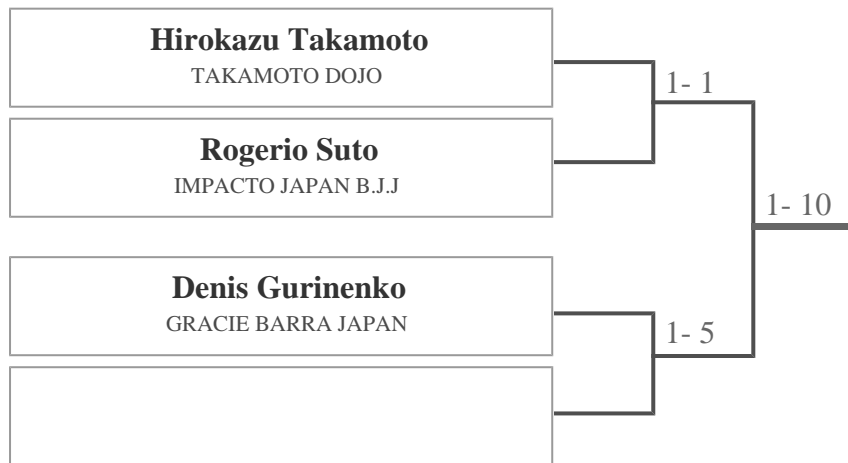 Hirokazu Takamoto
TAKAMOTO DOJO
1- 1
Rogerio Suto
IMPACTO JAPAN B.J.J
1- 10
Denis Gurinenko
GRACIE BARRA JAPAN
1- 5